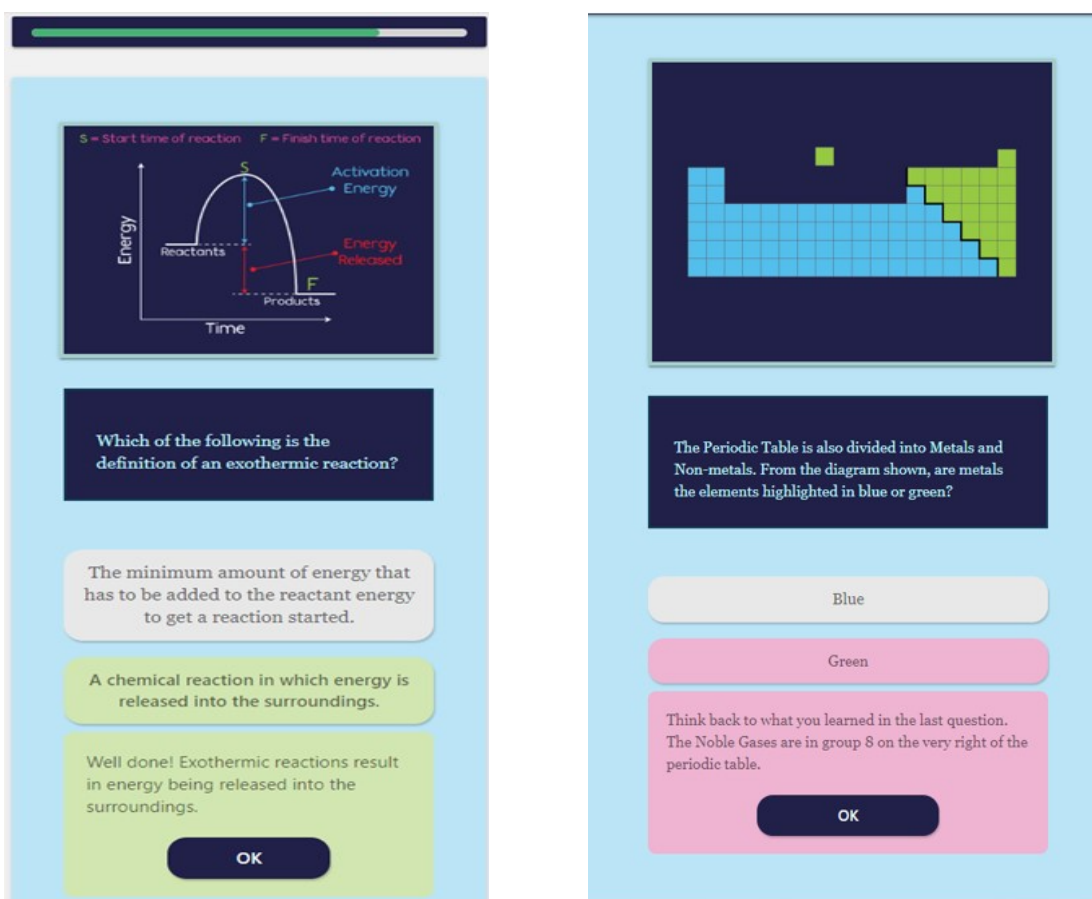 S = Start time of reaction F = Finish time of reaction
S
Activation
Energy
Energy
Reactants
Energy
Released
F
Products
Time
Which of the following is the
definition of an exothermic reaction?
The minimum amount of energy that
has to be added to the reactant energy
to get a reaction started.
A chemical reaction in which energy is
released into the surroundings.
Well done! Exothermic reactions result
in energy being released into the
surroundings.
OK
The Periodic Table is also divided into Metals and
Non-metals. From the diagram shown, are metals
the elements highlighted in blue or green?
Blue
Green
Think back to what you learned in the last question.
The Noble Gases are in group 8 on the very right of the
periodic table.
OK